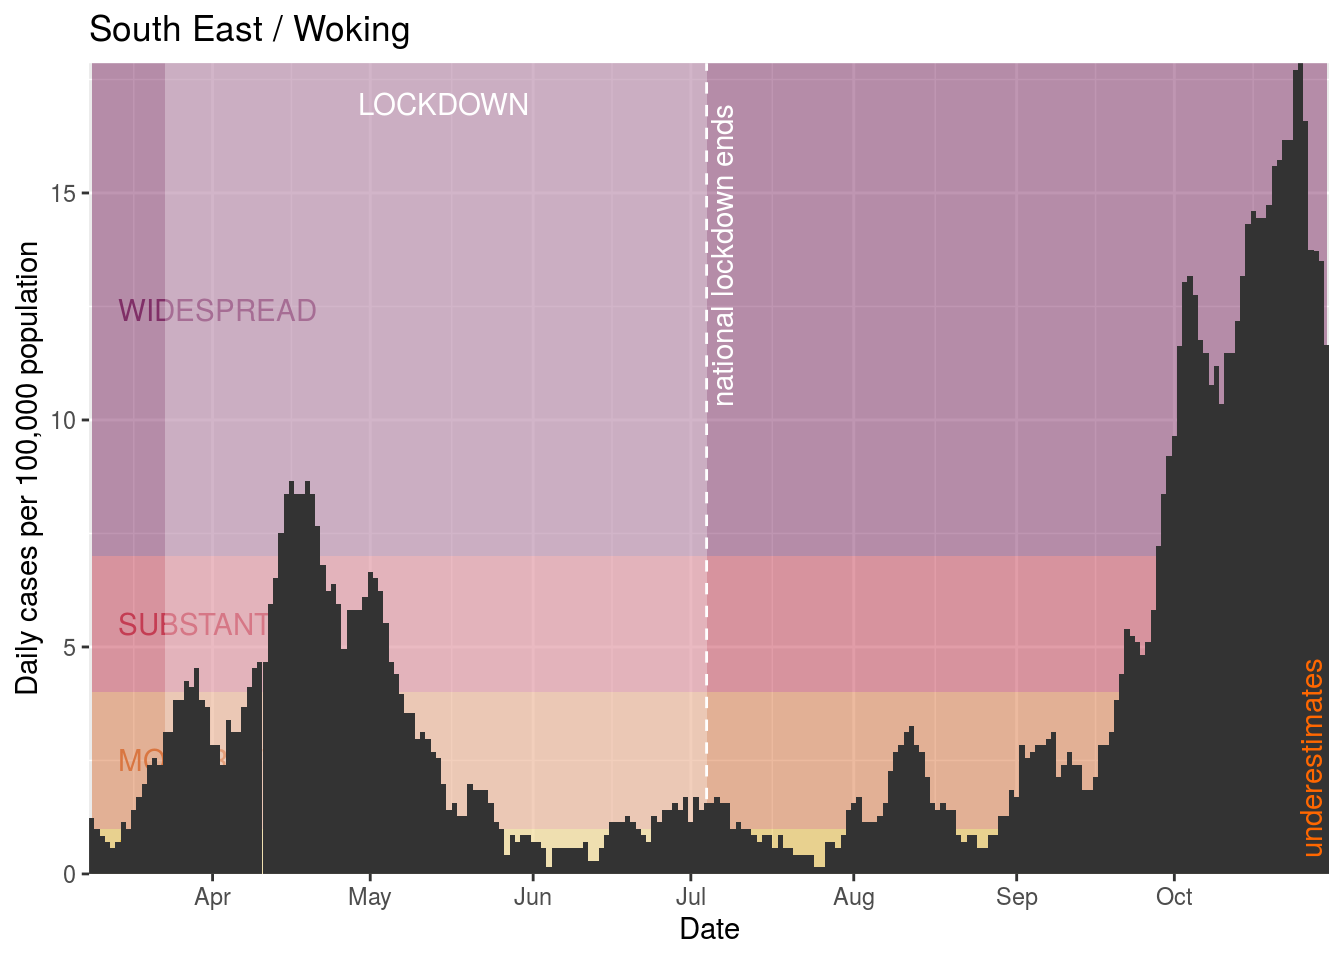 South East / Woking
Daily cases per 100,000 population
15
10
5
0
LOCKDOWN
national lockdown ends
WIDESPREAD
SUBSTANT
MO
underestimates
Apr
May
Jun
Jul
Aug
Sep
Oct
Date